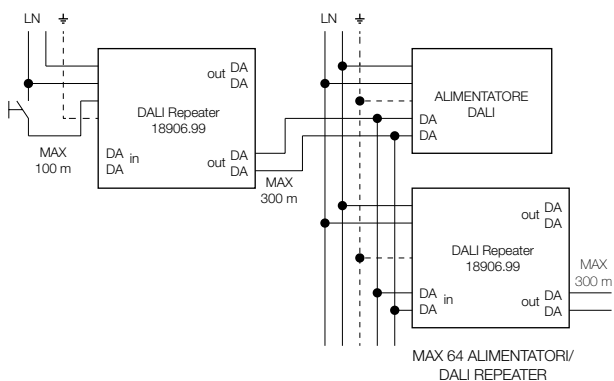 LN
out DA
DA
DALI Repeater
18906.99
DA in
DA
out DA
DA
MAX
100 m
MAX
300 m
LN
ALIMENTATORE
DALI
DA
DA
out DA
DA
DALI Repeater
18906.99
DA in
DA
out DA
DA
MAX
300 m
MAX 64 ALIMENTATORI/
DALI REPEATER